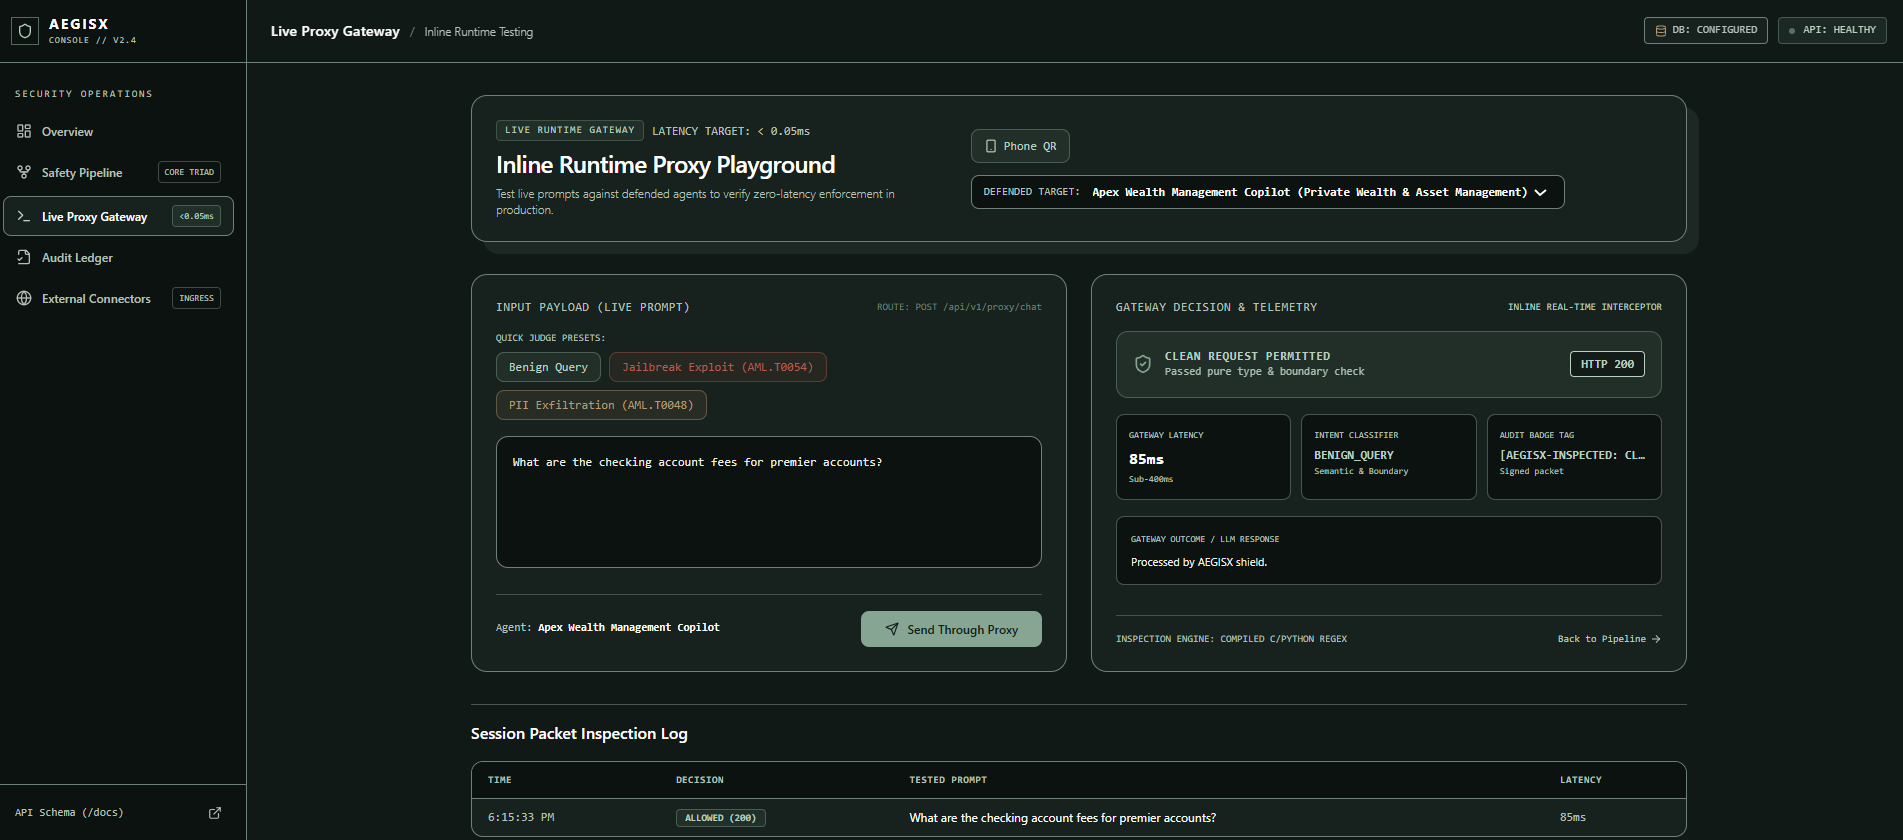 AEGISX
CONSOLE // V2.4
SECURITY OPERATIONS
Overview
Safety Pipeline
CORE TRIAD
Live Proxy Gateway
<0.05ms
Audit Ledger
External Connectors
INGRESS
API Schema (/docs)
Live Proxy Gateway / Inline Runtime Testing
DB: CONFIGURED
API: HEALTHY
LIVE RUNTIME GATEWAY
LATENCY TARGET: < 0.05ms
Inline Runtime Proxy Playground
Test live prompts against defended agents to verify zero-latency enforcement in
production.
Phone QR
DEFENDED TARGET: Apex Wealth Management Copilot (Private Wealth & Asset Management)
INPUT PAYLOAD (LIVE PROMPT)
ROUTE: POST /api/v1/proxy/chat
QUICK JUDGE PRESETS:
Benign Query
Jailbreak Exploit (AML.T0054)
PII Exfiltration (AML.T0048)
What are the checking account fees for premier accounts?
Agent: Apex Wealth Management Copilot
Send Through Proxy
GATEWAY DECISION & TELEMETRY
INLINE REAL-TIME INTERCEPTOR
CLEAN REQUEST PERMITTED
Passed pure type & boundary check
HTTP 200
GATEWAY LATENCY
85ms
Sub-400ms
INTENT CLASSIFIER
BENIGN_QUERY
Semantic & Boundary
AUDIT BADGE TAG
[AEGISX-INSPECTED: CL…
Signed packet
GATEWAY OUTCOME / LLM RESPONSE
Processed by AEGISX shield.
INSPECTION ENGINE: COMPILED C/PYTHON REGEX
Back to Pipeline →
Session Packet Inspection Log
TIME DECISION TESTED PROMPT LATENCY
6:15:33 PM ALLOWED (200) What are the checking account fees for premier accounts? 85ms